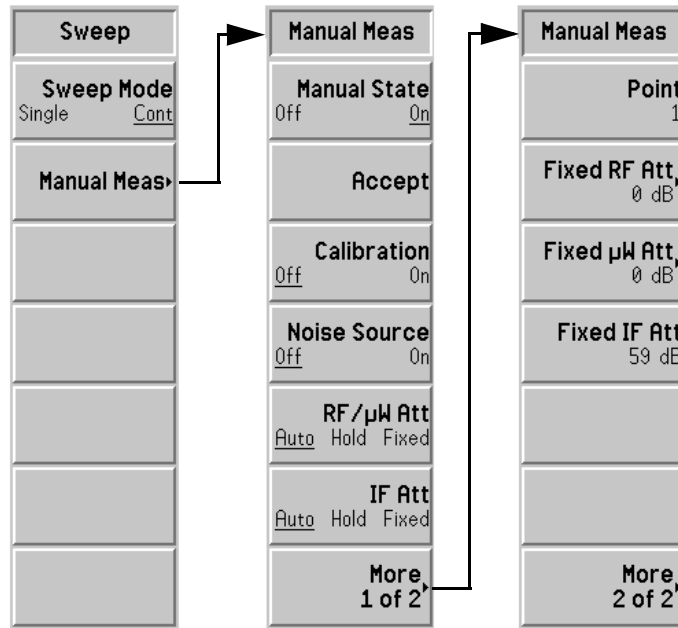 Sweep
Sweep Mode
Single Cont
Manual Meas
Manual Meas
Manual State
Off On
Accept
Calibration
Off On
Noise Source
Off On
RF/µW Att
Auto Hold Fixed
IF Att
Auto Hold Fixed
More
1 of 2
Manual Meas
Point
1
Fixed RF Att
0 dB
Fixed µW Att
0 dB
Fixed IF Att
59 dB
More
2 of 2